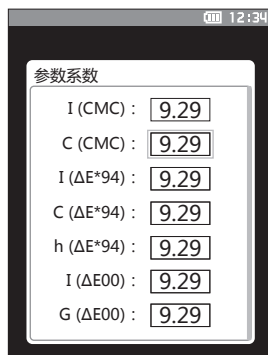 12:34
参数系数
I (CMC) : 9.29
C (CMC) : 9.29
I (ΔE*94) : 9.29
C (ΔE*94) : 9.29
h (ΔE*94) : 9.29
I (ΔE00) : 9.29
G (ΔE00) : 9.29